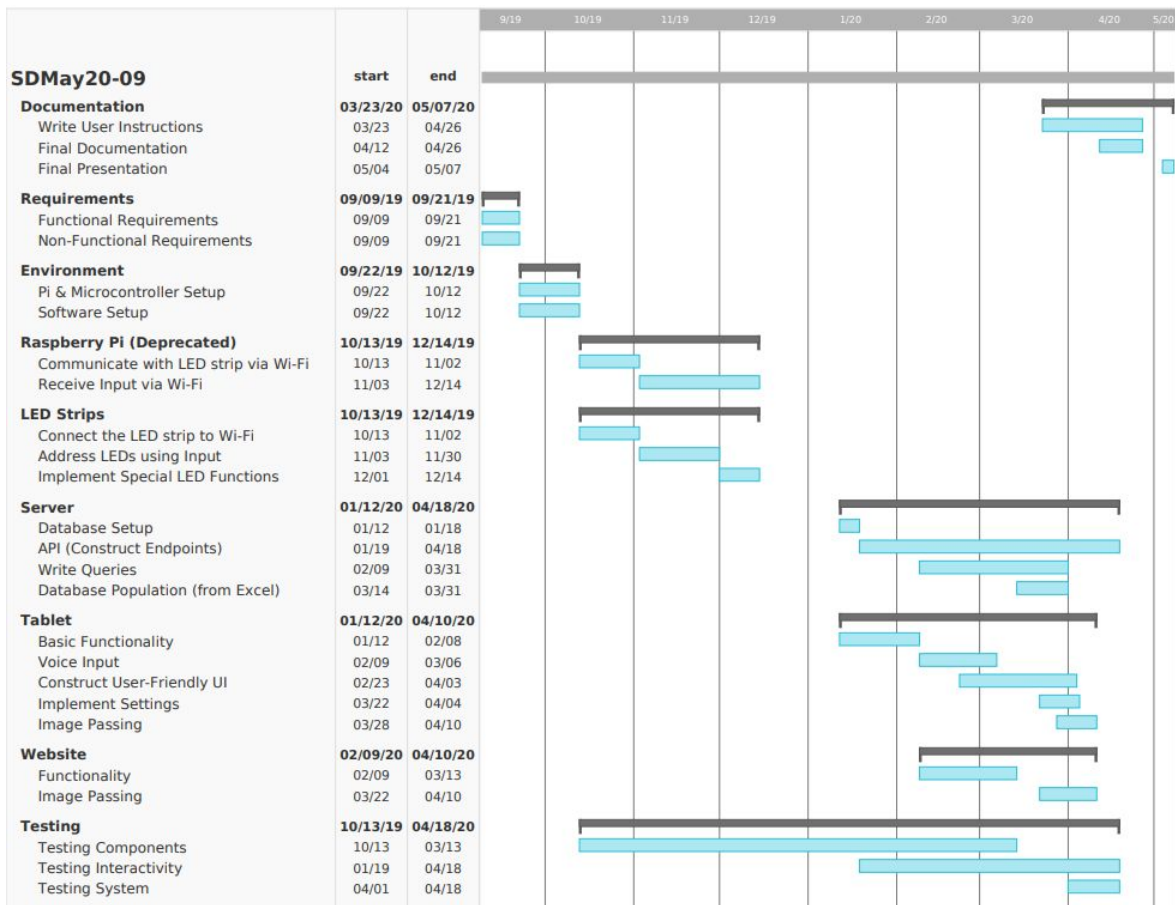 9/19 10/19 11/19 12/19 1/20 2/20 3/20 4/20 5/20
SDMay20-09 start end
Documentation 03/23/20 05/07/20
Write User Instructions 03/23 04/26
Final Documentation 04/12 04/26
Final Presentation 05/04 05/07
Requirements 09/09/19 09/21/19
Functional Requirements 09/09 09/21
Non-Functional Requirements 09/09 09/21
Environment 09/22/19 10/12/19
Pi & Microcontroller Setup 09/22 10/12
Software Setup 09/22 10/12
Raspberry Pi (Deprecated) 10/13/19 12/14/19
Communicate with LED strip via Wi-Fi 10/13 11/02
Receive Input via Wi-Fi 11/03 12/14
LED Strips 10/13/19 12/14/19
Connect the LED strip to Wi-Fi 10/13 11/02
Address LEDs using Input 11/03 11/30
Implement Special LED Functions 12/01 12/14
Server 01/12/20 04/18/20
Database Setup 01/12 01/18
API (Construct Endpoints) 01/19 04/18
Write Queries 02/09 03/31
Database Population (from Excel) 03/14 03/31
Tablet 01/12/20 04/10/20
Basic Functionality 01/12 02/08
Voice Input 02/09 03/06
Construct User-Friendly UI 02/23 04/03
Implement Settings 03/22 04/04
Image Passing 03/28 04/10
Website 02/09/20 04/10/20
Functionality 02/09 03/13
Image Passing 03/22 04/10
Testing 10/13/19 04/18/20
Testing Components 10/13 03/13
Testing Interactivity 01/19 04/18
Testing System 04/01 04/18